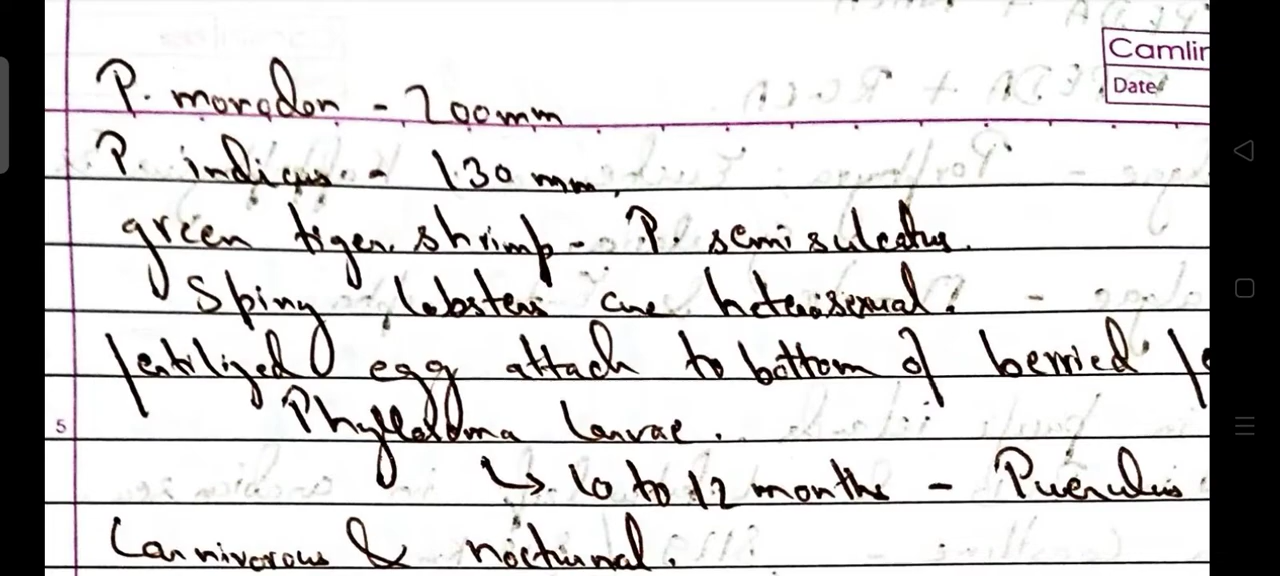 Camlin
Date
P. monodon - 200mm
P. indicus - 130 mm.
green tiger shrimp - P. semisulcatus.
Spiny lobsters are heterosexual.
fertilized egg attach to bottom of berried
Phyllosoma larvae.
5
↳ 10 to 12 months - Puerulus
Carnivorous & nocturnal.